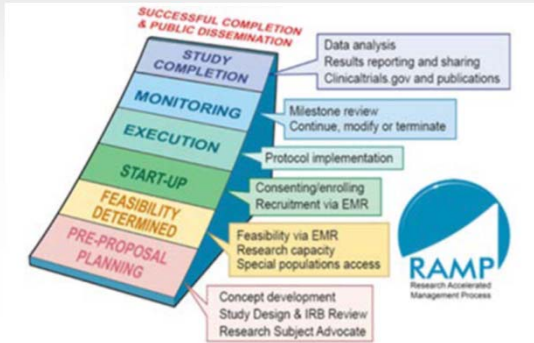 SUCCESSFUL COMPLETION
& PUBLIC DISSEMINATION
STUDY
COMPLETION
Data analysis
Results reporting and sharing
Clinicaltrials.gov and publications
MONITORING
Milestone review
Continue, modify or terminate
EXECUTION
Protocol implementation
START-UP
Consenting/enrolling
Recruitment via EMR
FEASIBILITY
DETERMINED
Feasibility via EMR
Research capacity
Special populations access
PRE-PROPOSAL
PLANNING
Concept development
Study Design & IRB Review
Research Subject Advocate
RAMP
Research Accelerated
Management Process